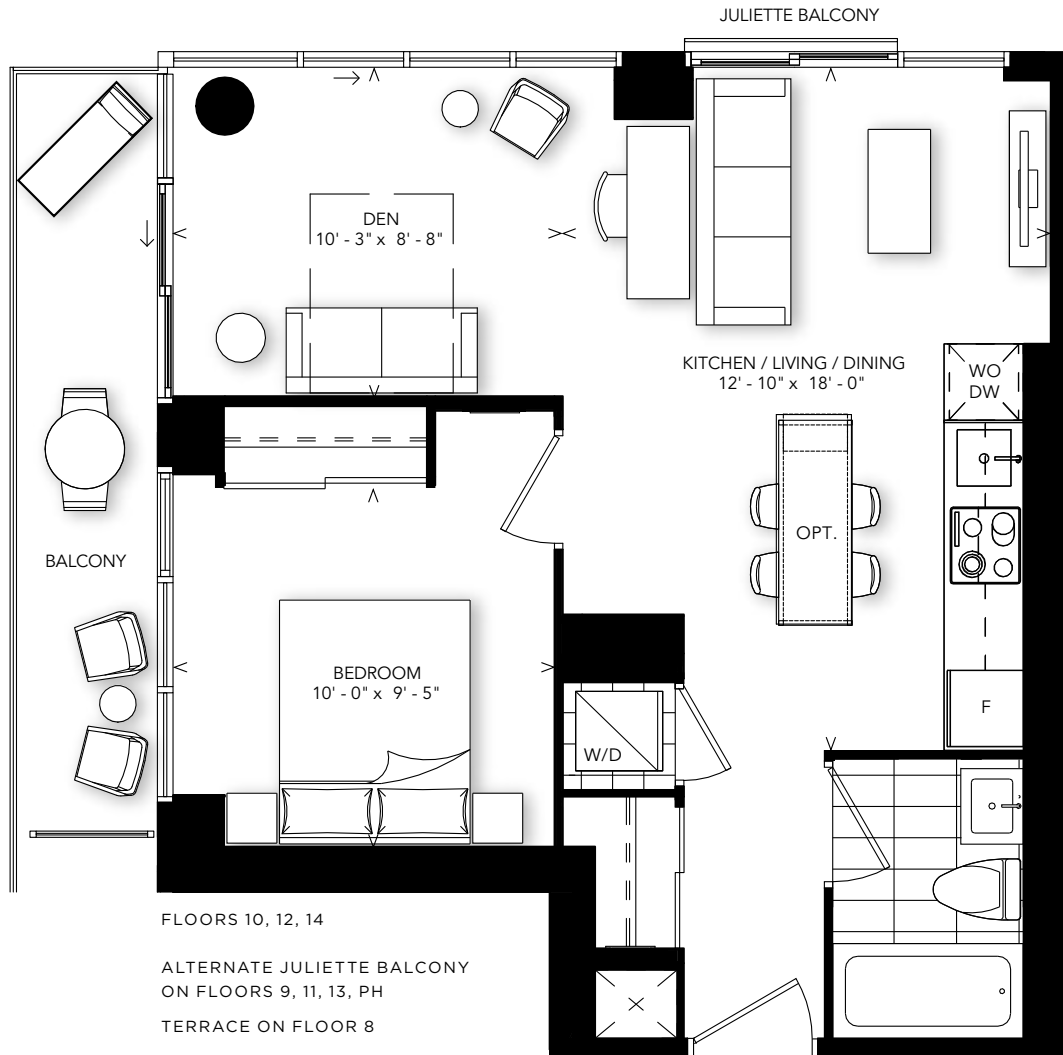 JULIETTE BALCONY
DEN
10' - 3" x 8' - 8"
KITCHEN / LIVING / DINING
12' - 10" x 18' - 0"
WO
DW
OPT.
BALCONY
BEDROOM
10' - 0" x 9' - 5"
F
W/D
FLOORS 10, 12, 14
ALTERNATE JULIETTE BALCONY
ON FLOORS 9, 11, 13, PH
TERRACE ON FLOOR 8